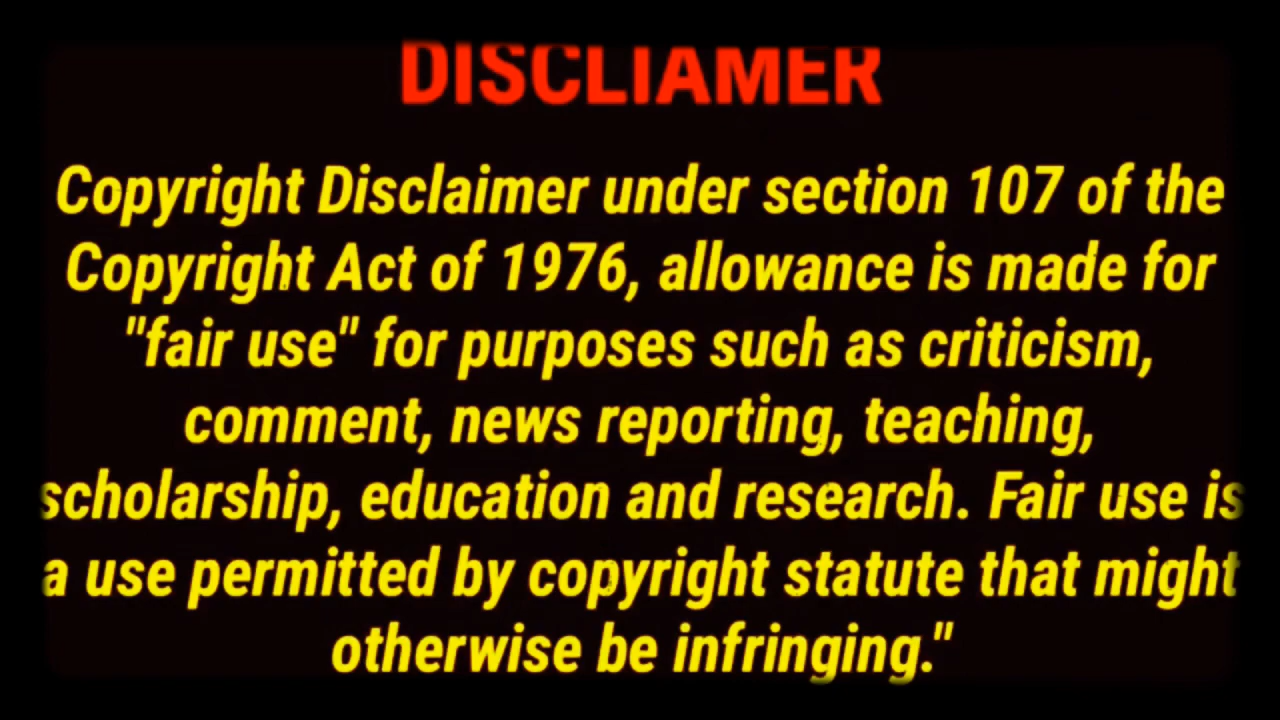 DISCLIAMER
Copyright Disclaimer under section 107 of the
Copyright Act of 1976, allowance is made for
"fair use" for purposes such as criticism,
comment, news reporting, teaching,
scholarship, education and research. Fair use is
a use permitted by copyright statute that might
otherwise be infringing."